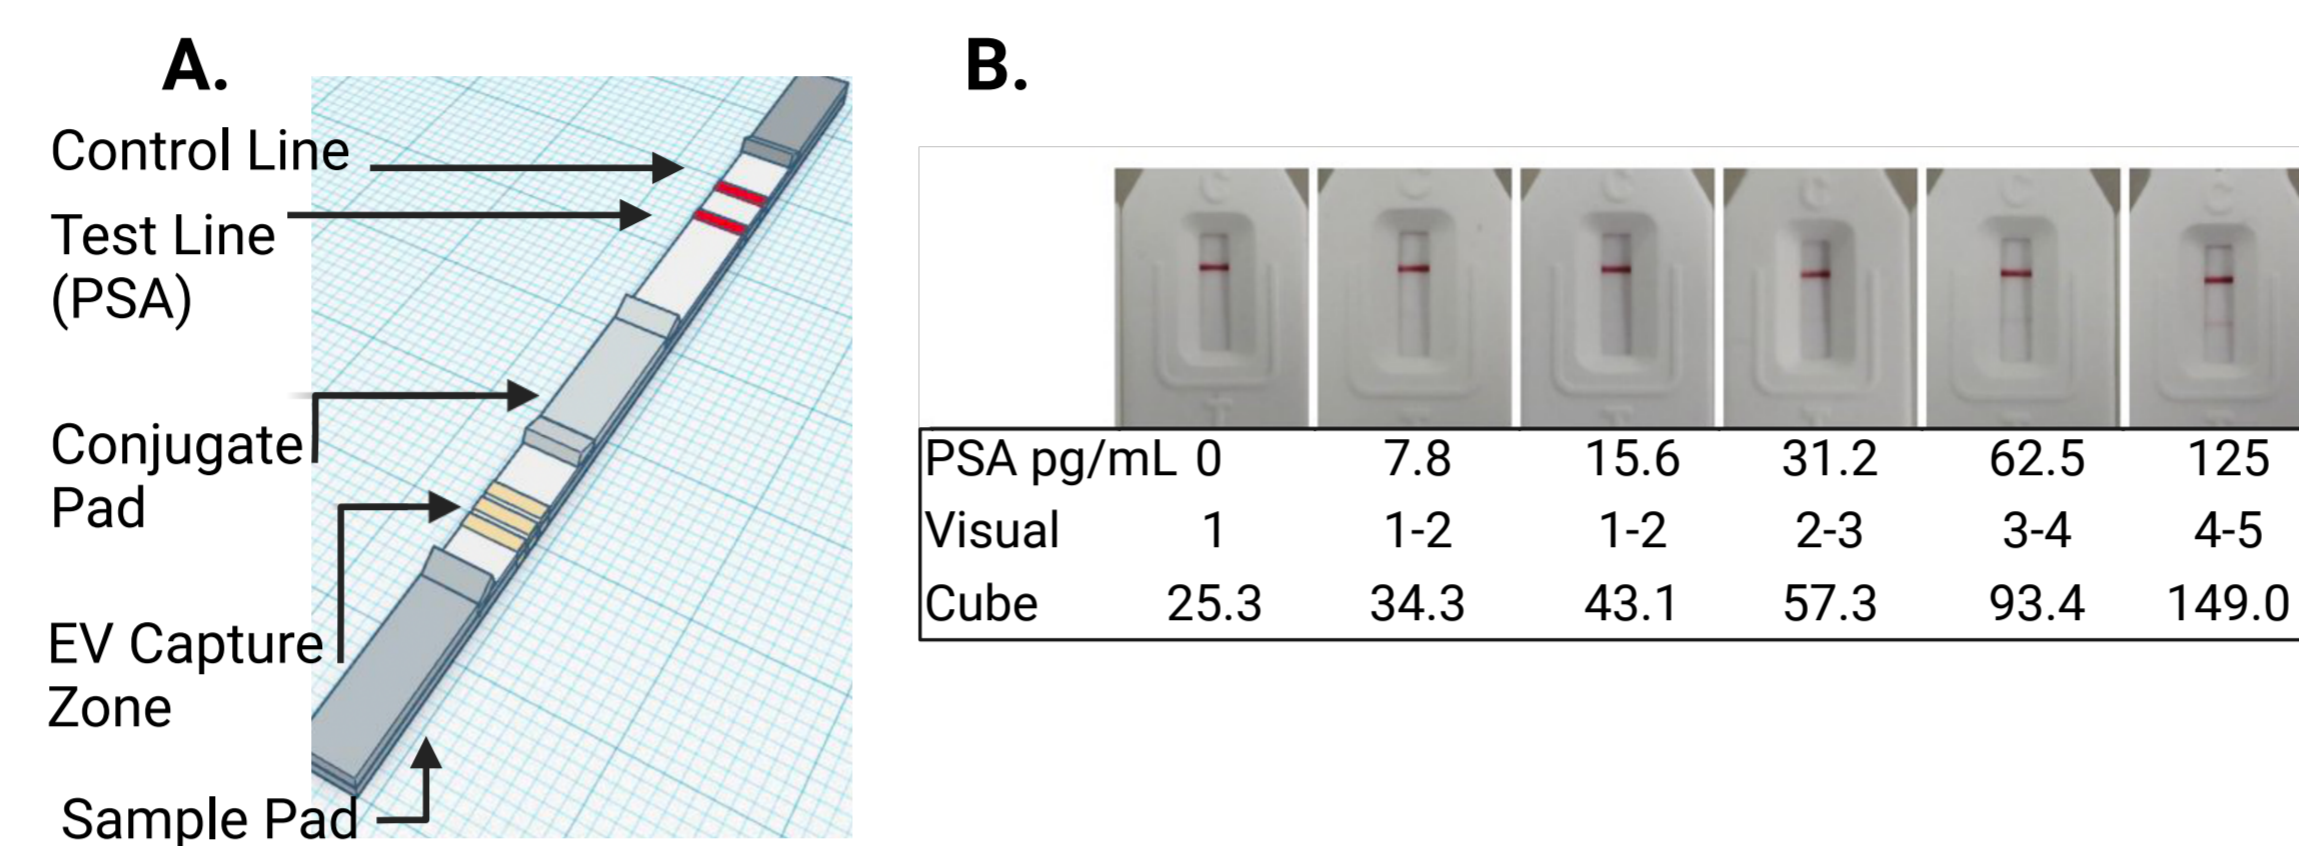 A.
Control Line
Test Line
(PSA)
Conjugate
Pad
EV Capture
Zone
Sample Pad
B.
C C C C C C
T T T T T T
PSA pg/mL 0 7.8 15.6 31.2 62.5 125
Visual 1 1-2 1-2 2-3 3-4 4-5
Cube 25.3 34.3 43.1 57.3 93.4 149.0